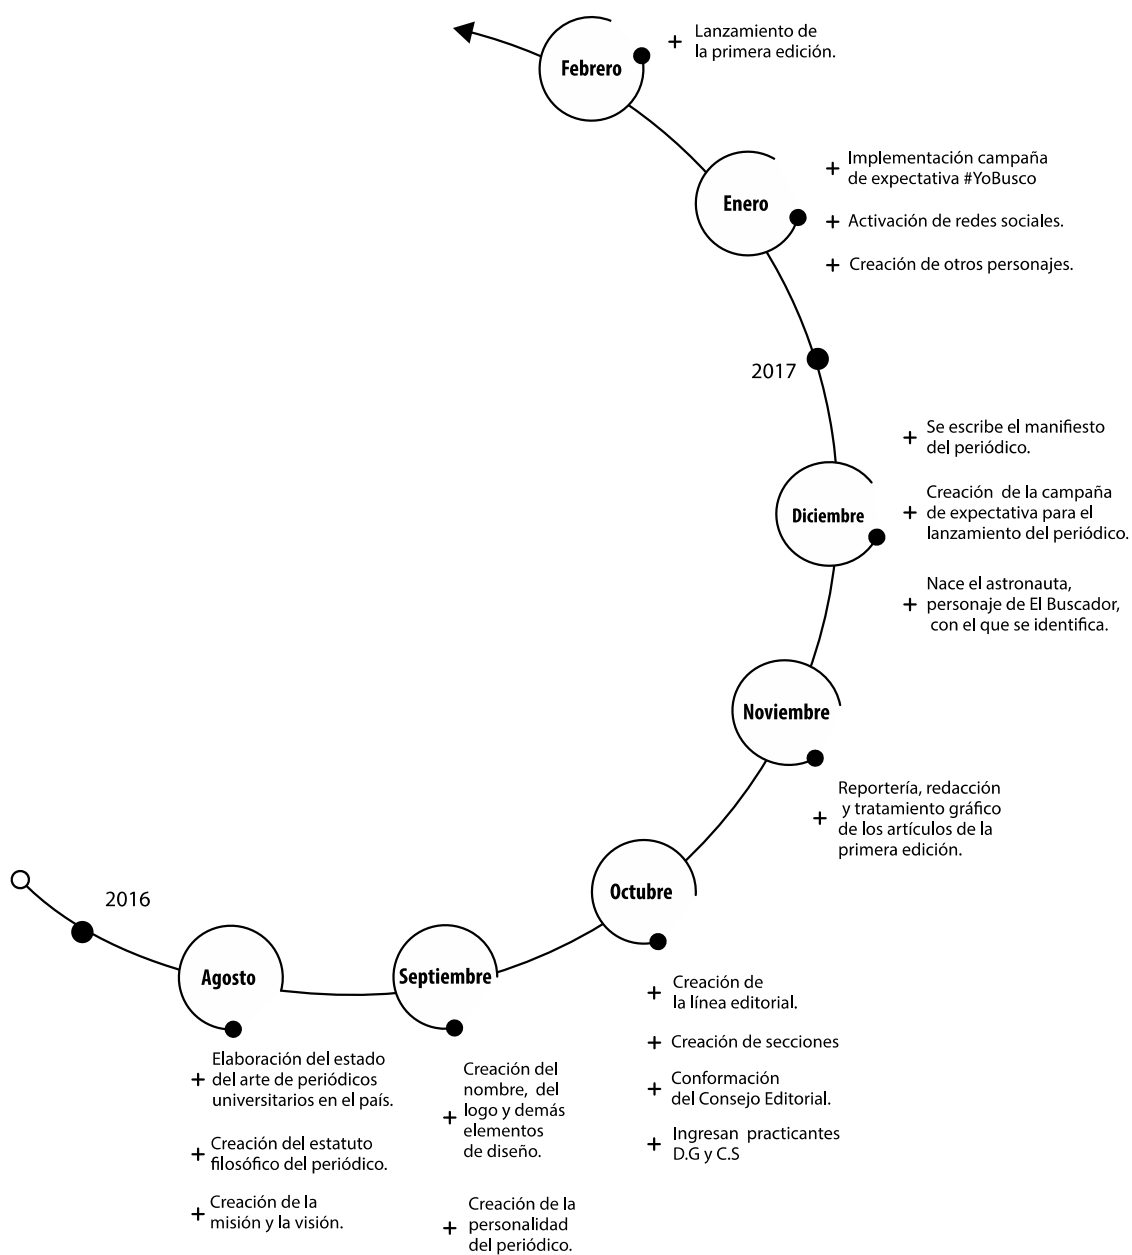 Febrero
+ Lanzamiento de
la primera edición.
Enero
+ Implementación campaña
de expectativa #YoBusco
+ Activación de redes sociales.
+ Creación de otros personajes.
2017
Diciembre
+ Se escribe el manifiesto
del periódico.
Creación de la campaña
+ de expectativa para el
lanzamiento del periódico.
Nace el astronauta,
+ personaje de El Buscador,
con el que se identifica.
Noviembre
Reportería, redacción
+ y tratamiento gráfico
de los artículos de la
primera edición.
Octubre
+ Creación de
la línea editorial.
+ Creación de secciones
+ Conformación
del Consejo Editorial.
+ Ingresan practicantes
D.G y C.S
2016
Agosto
Elaboración del estado
+ del arte de periódicos
universitarios en el país.
+ Creación del estatuto
filosófico del periódico.
+ Creación de la
misión y la visión.
Septiembre
Creación del
nombre, del
+ logo y demás
elementos
de diseño.
Creación de la
+ personalidad
del periódico.